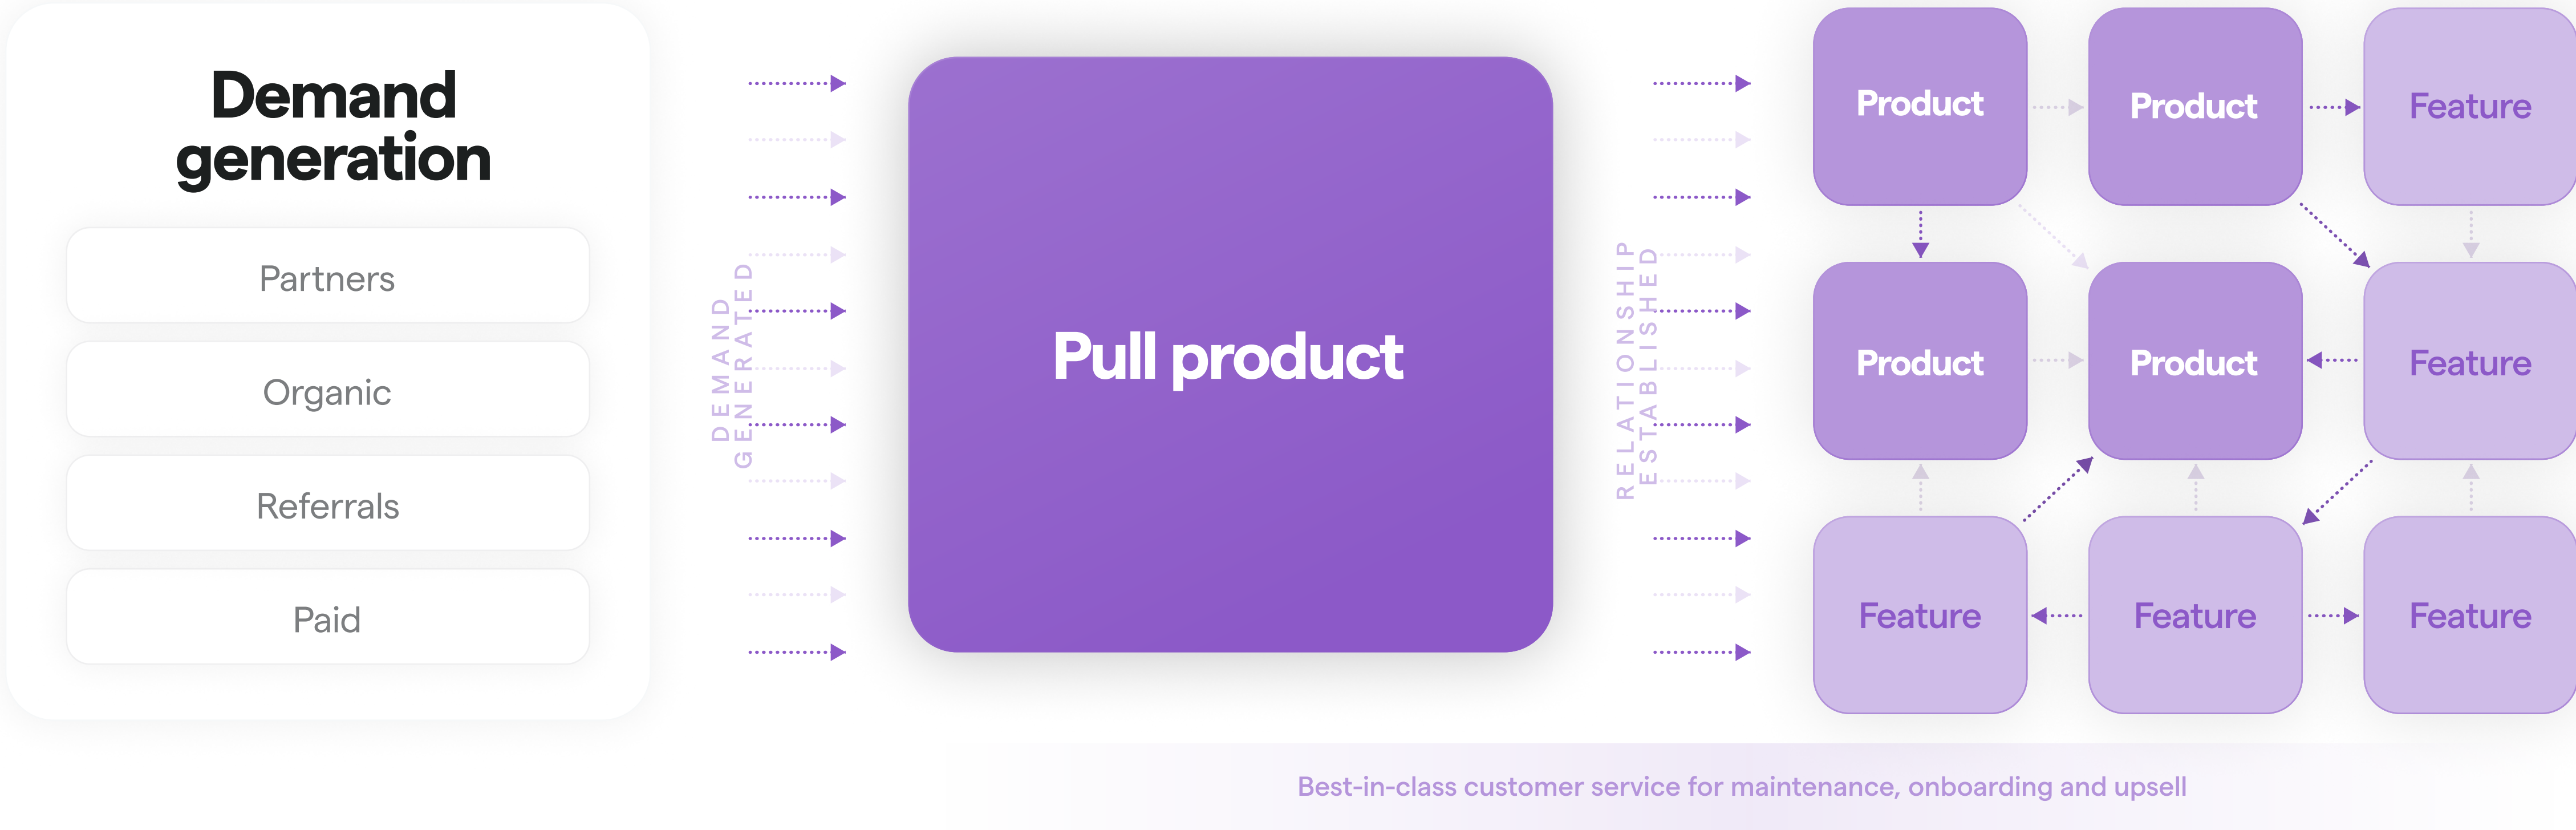 Demand
generation
Partners
Organic
Referrals
Paid
DEMAND
GENERATED
Pull product
RELATIONSHIP
ESTABLISHED
Product
Product
Feature
Product
Product
Feature
Feature
Feature
Feature
Best-in-class customer service for maintenance, onboarding and upsell